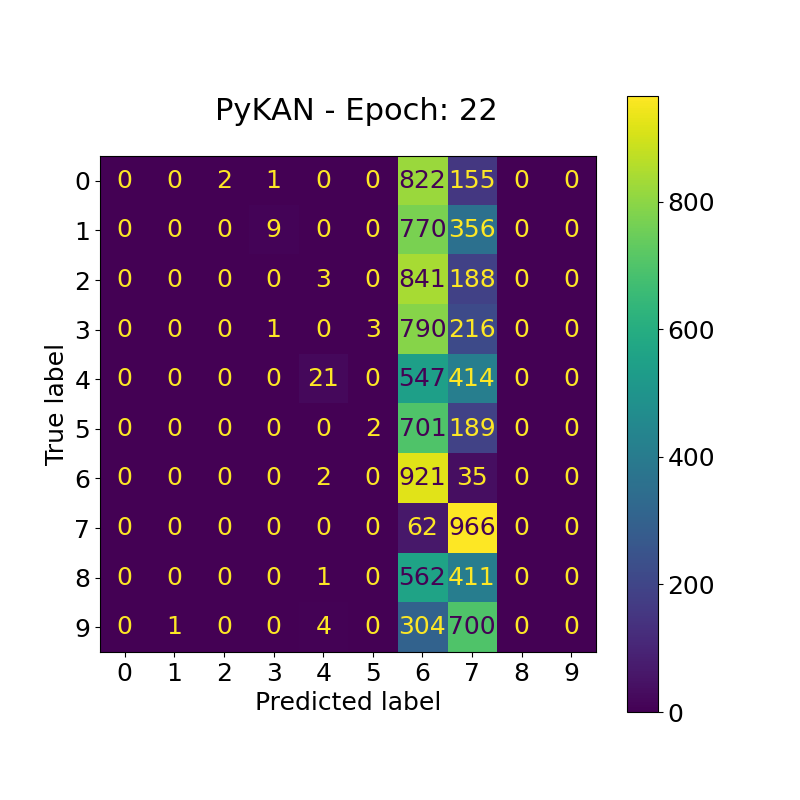 PyKAN - Epoch: 22
True label
0 0 0 2 1 0 0 822 155 0 0
1 0 0 0 9 0 0 770 356 0 0
2 0 0 0 0 3 0 841 188 0 0
3 0 0 0 1 0 3 790 216 0 0
4 0 0 0 0 21 0 547 414 0 0
5 0 0 0 0 0 2 701 189 0 0
6 0 0 0 0 2 0 921 35 0 0
7 0 0 0 0 0 0 62 966 0 0
8 0 0 0 0 1 0 562 411 0 0
9 0 1 0 0 4 0 304 700 0 0
0 1 2 3 4 5 6 7 8 9
Predicted label
800
600
400
200
0